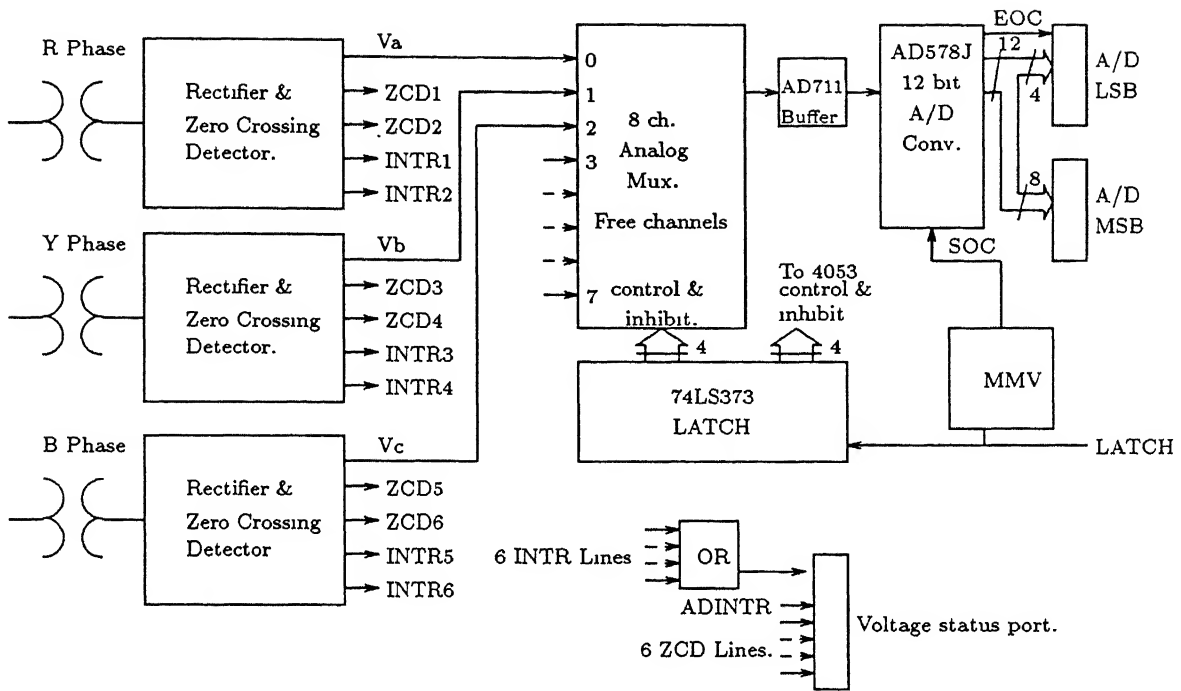 R Phase
Rectifier &
Zero Crossing
Detector.
Va
ZCD1
ZCD2
INTR1
INTR2
Y Phase
Rectifier &
Zero Crossing
Detector.
Vb
ZCD3
ZCD4
INTR3
INTR4
B Phase
Rectifier &
Zero Crossing
Detector
Vc
ZCD5
ZCD6
INTR5
INTR6
0
1
2
3
7
8 ch.
Analog
Mux.
Free channels
control &
inhibit.
4
AD711
Buffer
AD578J
12 bit
A/D
Conv.
EOC
12
4
A/D
LSB
8
A/D
MSB
SOC
To 4053
control &
inhibit
4
74LS373
LATCH
MMV
LATCH
6 INTR Lines
OR
ADINTR
6 ZCD Lines.
Voltage status port.